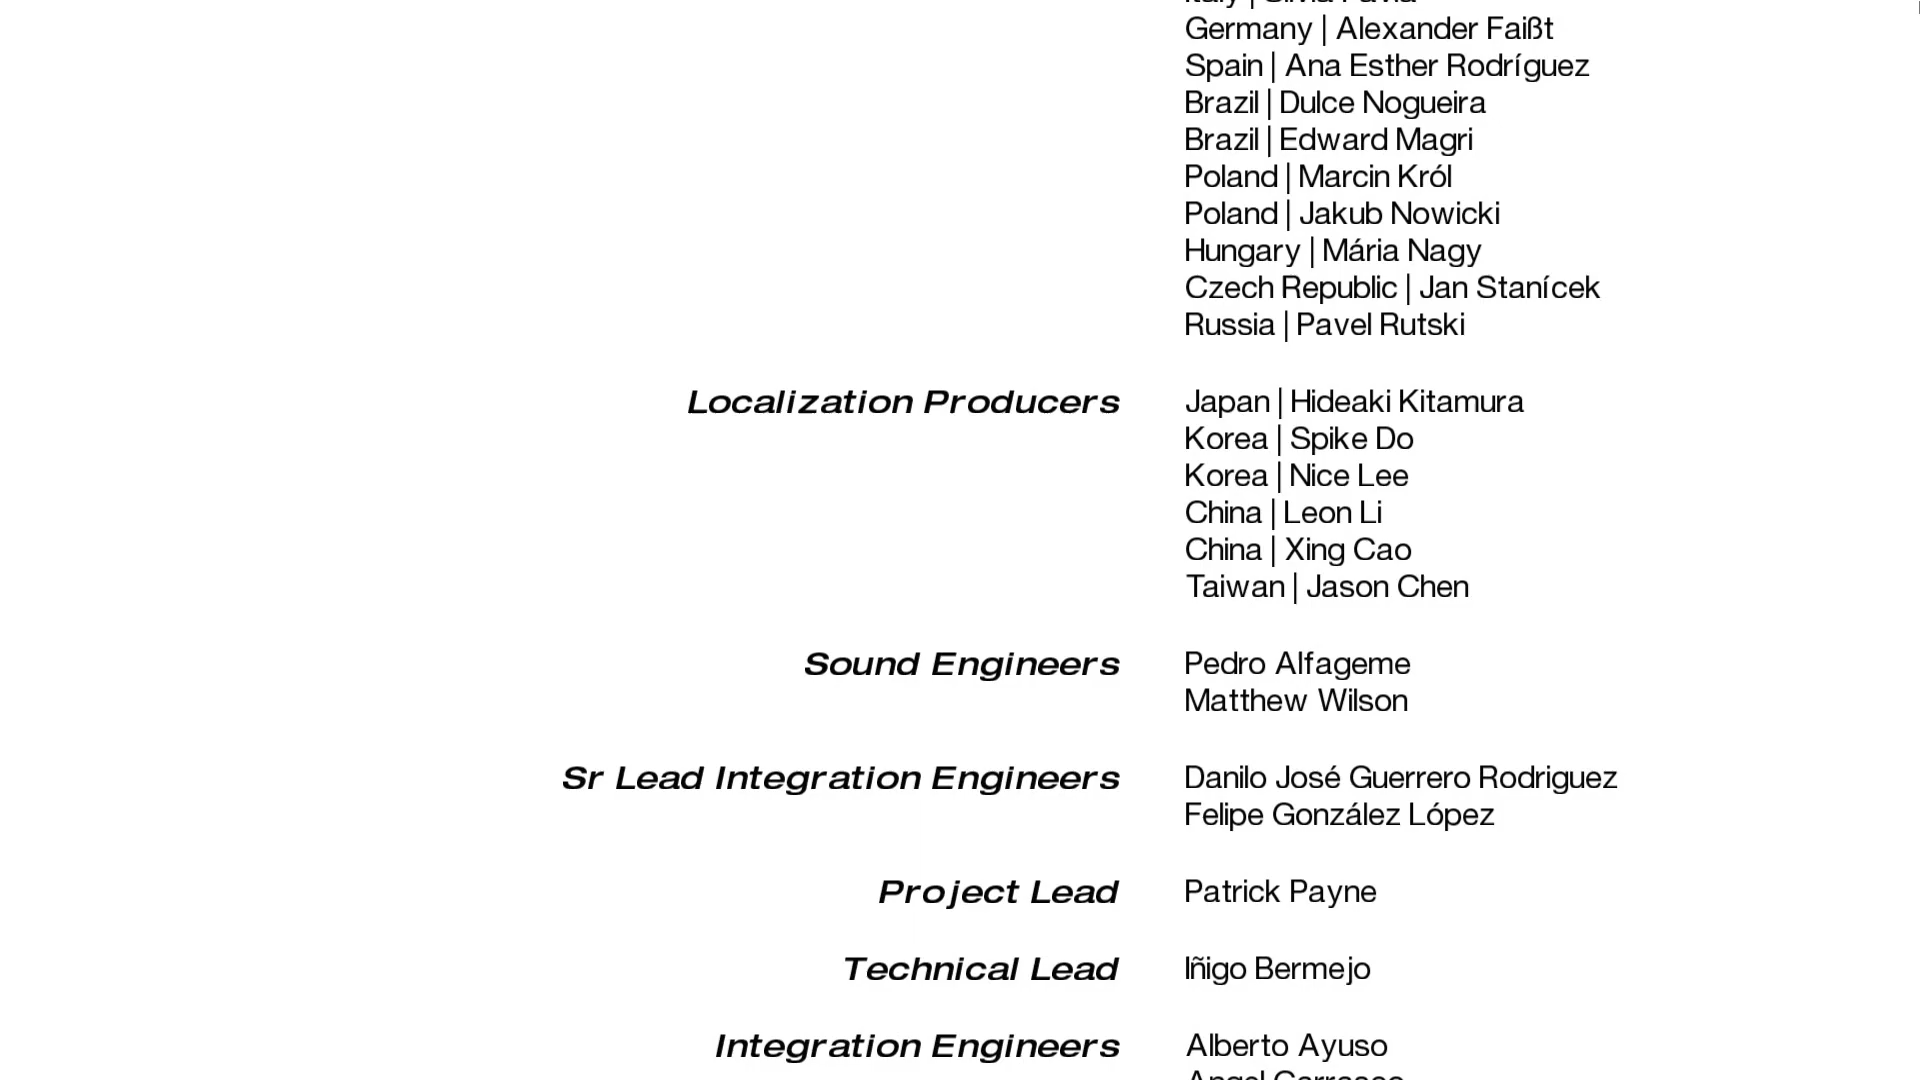 Germany | Alexander Faißt
Spain | Ana Esther Rodríguez
Brazil | Dulce Nogueira
Brazil | Edward Magri
Poland | Marcin Król
Poland | Jakub Nowicki
Hungary | Mária Nagy
Czech Republic | Jan Stanícek
Russia | Pavel Rutski
Localization Producers Japan | Hideaki Kitamura
Korea | Spike Do
Korea | Nice Lee
China | Leon Li
China | Xing Cao
Taiwan | Jason Chen
Sound Engineers Pedro Alfageme
Matthew Wilson
Sr Lead Integration Engineers Danilo José Guerrero Rodriguez
Felipe González López
Project Lead Patrick Payne
Technical Lead Iñigo Bermejo
Integration Engineers Alberto Ayuso